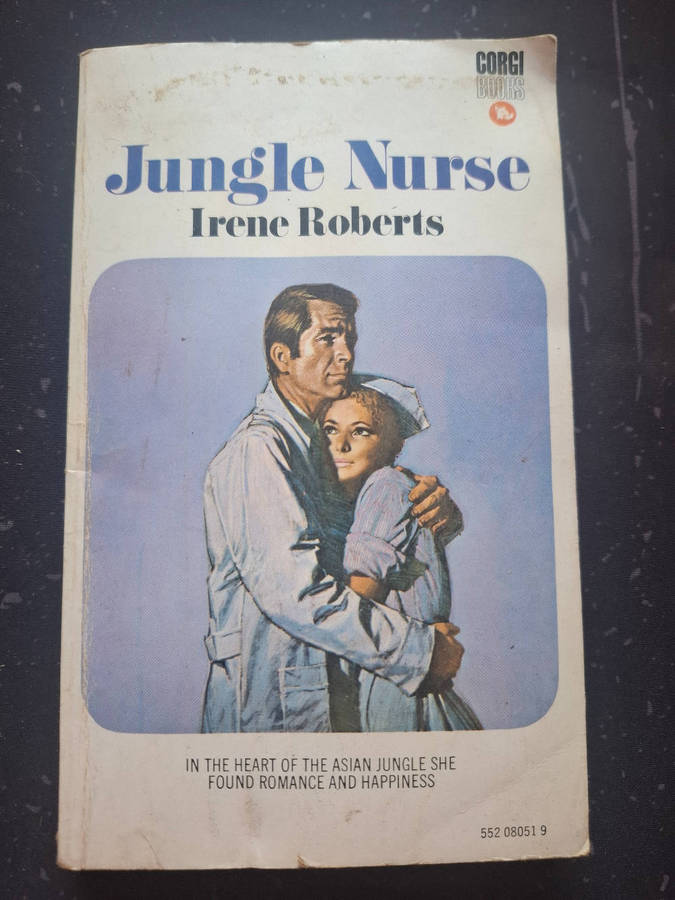 CORGI
BOOKS
Jungle Nurse
Irene Roberts
IN THE HEART OF THE ASIAN JUNGLE SHE
FOUND ROMANCE AND HAPPINESS
552 08051 9